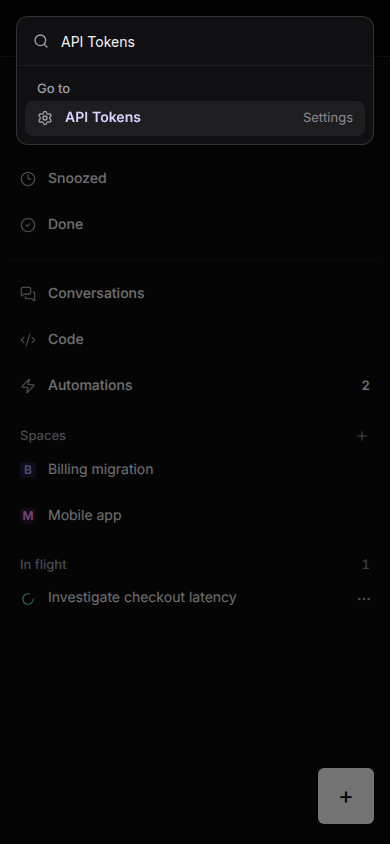 API Tokens
Go to
API Tokens Settings
Snoozed
Done
Conversations
Code
Automations 2
Spaces +
B Billing migration
M Mobile app
In flight 1
Investigate checkout latency ...
+